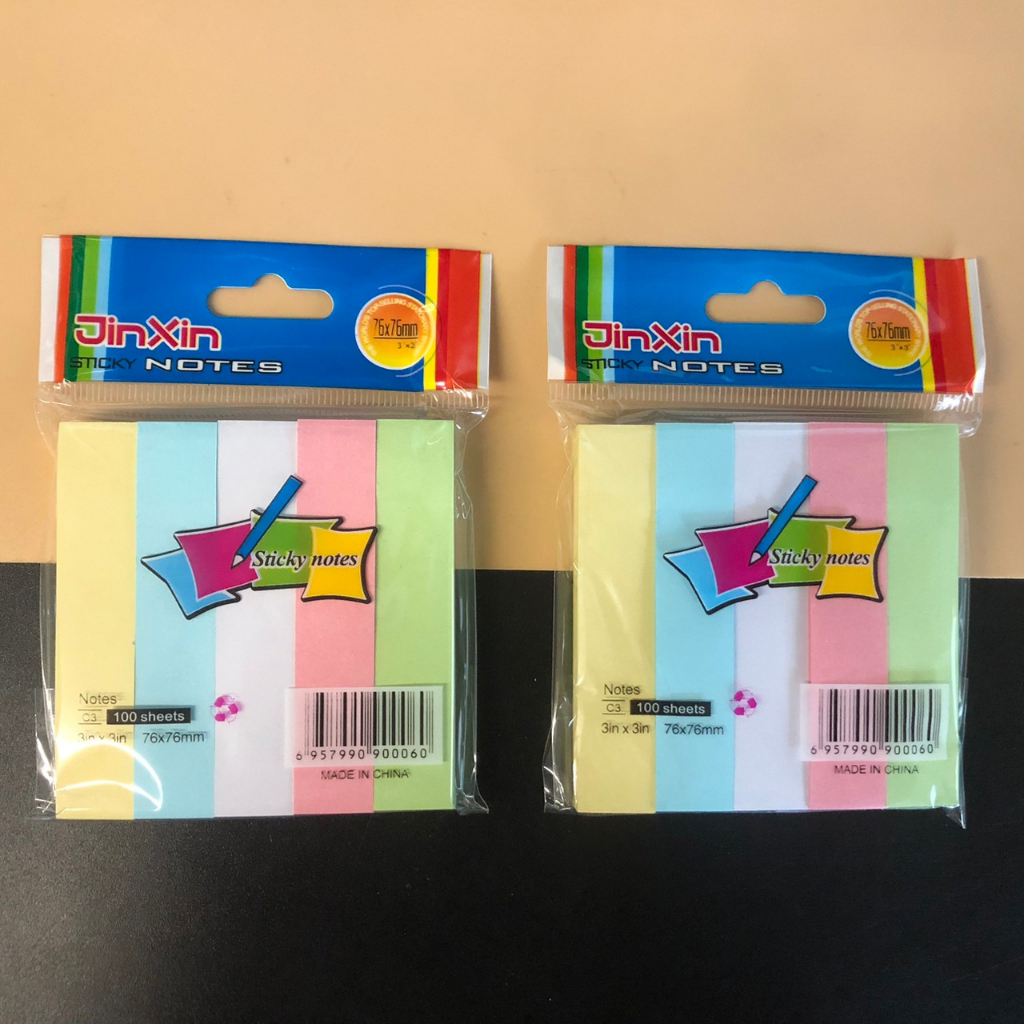 JinXin
STICKY NOTES
76x76mm
Sticky notes
Notes
C3 100 sheets
3in x 3in 76x76mm
6 957990 900060
MADE IN CHINA
JinXin
STICKY NOTES
76x76mm
3"x3"
Sticky notes
Notes
C3 100 sheets
3in x 3in 76x76mm
6 957990 900060
MADE IN CHINA